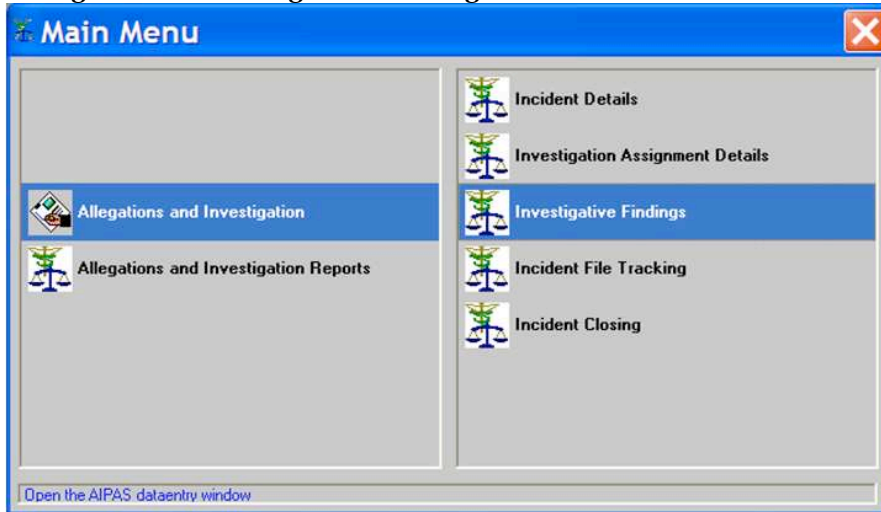 Main Menu
Allegations and Investigation
Allegations and Investigation Reports
Incident Details
Investigation Assignment Details
Investigative Findings
Incident File Tracking
Incident Closing
Open the AIPAS dataentry window